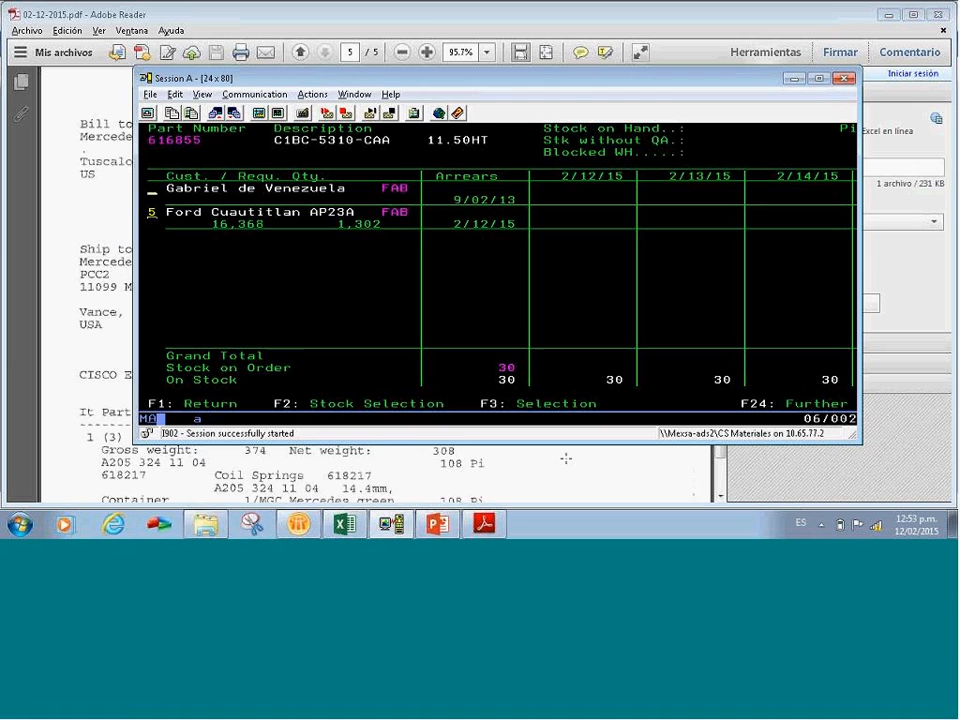 02-12-2015.pdf - Adobe Reader
Archivo Edición Ver Ventana Ayuda
Mis archivos 5 / 5 95.7% Herramientas Firmar Comentario
Iniciar sesión
Session A - [24 x 80]
File Edit View Communication Actions Window Help
Part Number Description Stock on Hand..: Pi
616855 C1BC-5310-CAA 11.50HT Stk without QA.:
Blocked WH.....:
Cust. / Requ. Qty. Arrears 2/12/15 2/13/15 2/14/15
Gabriel de Venezuela FAB
9/02/13
5 Ford Cuautitlan AP23A FAB
16,368 1,302 2/12/15
Grand Total
Stock on Order 30
On Stock 30 30 30 30
F1: Return F2: Stock Selection F3: Selection F24: Further
MA a 06/002
I902 - Session successfully started \\Mexsa-ads2\CS Materiales on 10.65.77.2
Bill to
Mercede
.
Tuscalo
US
Ship to
Mercede
PCC2
11099 M
Vance,
USA
CISCO E
It Part
1 (3)
Gross weight: 374 Net weight: 308
A205 324 11 04 108 Pi
618217 Coil Springs 618217
A205 324 11 04 14.4mm,
Container 1/MGC Mercedes green 108 Pi
Excel en línea
1 archivo / 231 KB
ES 12:53 p.m.
12/02/2015